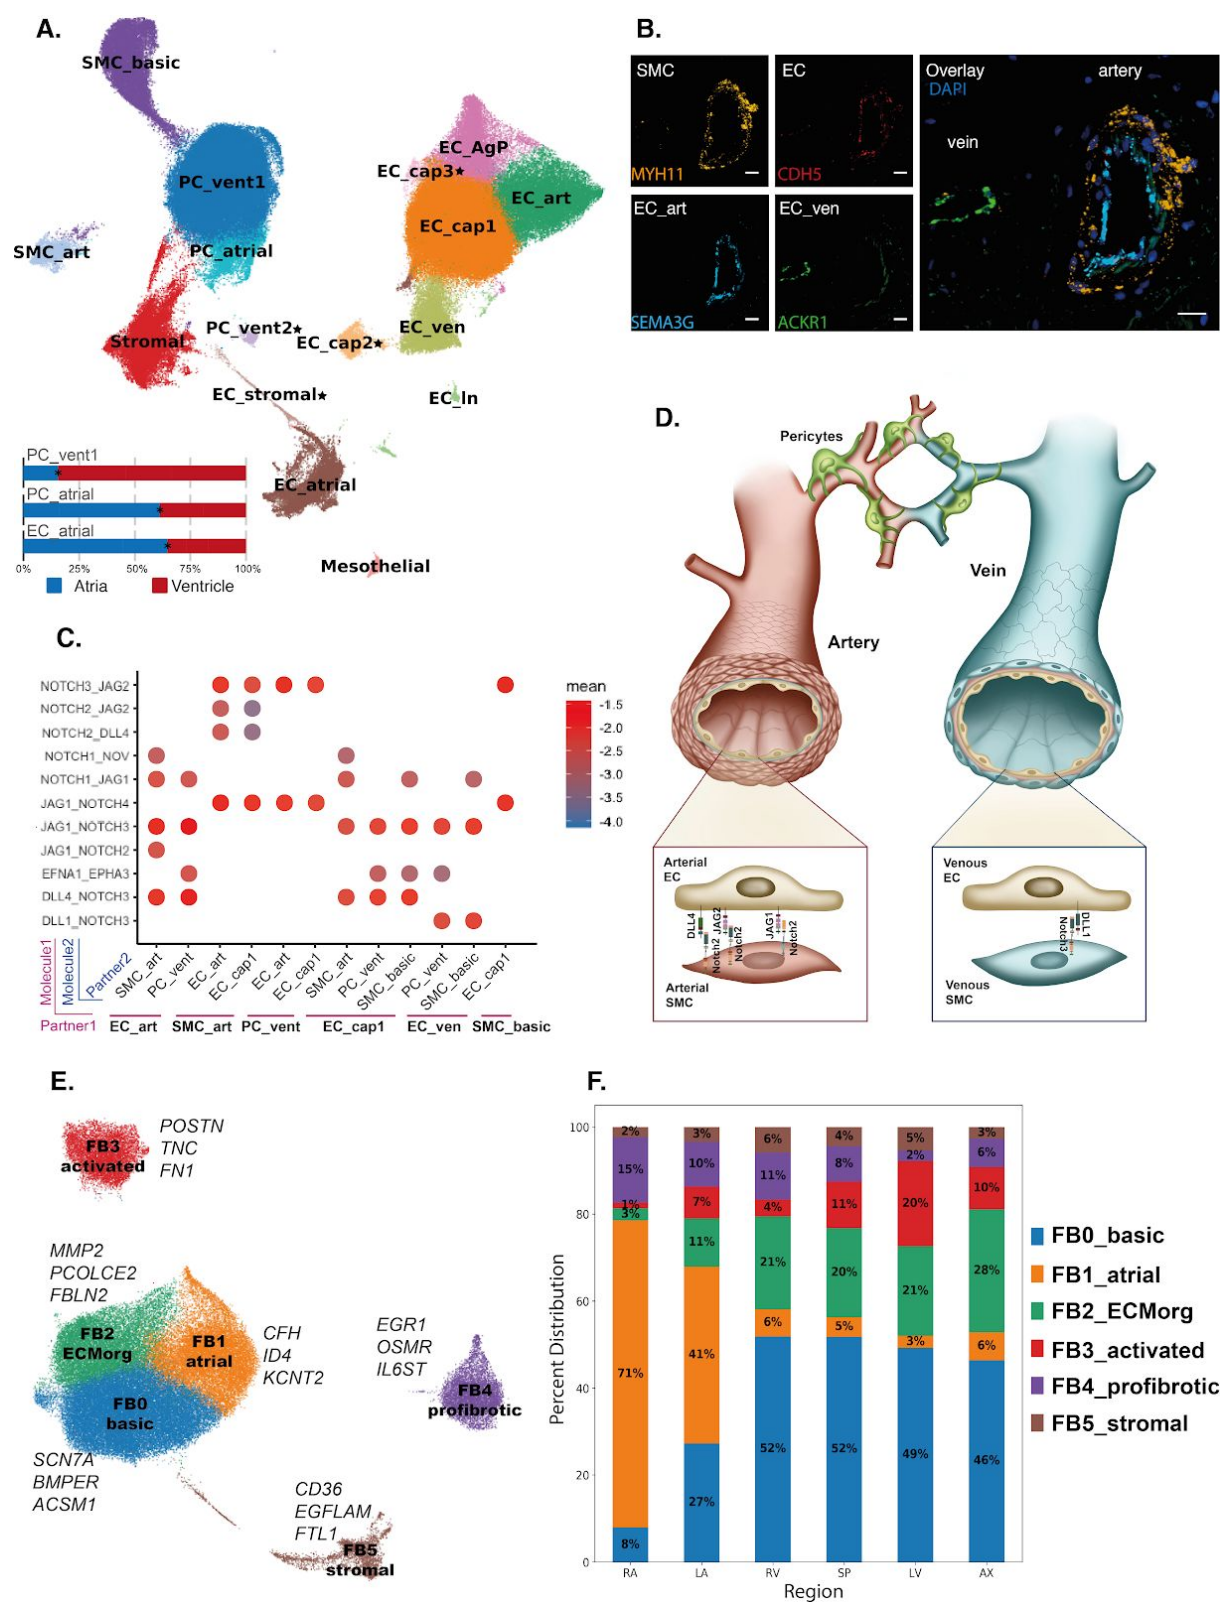 A.
SMC_basic
PC_vent1
EC_AgP
EC_cap3★
EC_art
EC_cap1
SMC_art
PC_atrial
PC_vent2★
EC_cap2★
EC_ven
Stromal
EC_stromal★
EC_ln
EC_atrial
Mesothelial
PC_vent1
PC_atrial
EC_atrial
0% 25% 50% 75% 100%
Atria Ventricle
B.
SMC
MYH11
EC
CDH5
EC_art
SEMA3G
EC_ven
ACKR1
Overlay
DAPI
artery
vein
C.
NOTCH3_JAG2
NOTCH2_JAG2
NOTCH2_DLL4
NOTCH1_NOV
NOTCH1_JAG1
JAG1_NOTCH4
JAG1_NOTCH3
JAG1_NOTCH2
EFNA1_EPHA3
DLL4_NOTCH3
DLL1_NOTCH3
mean
-1.5
-2.0
-2.5
-3.0
-3.5
-4.0
Molecule1
Molecule2
Partner2
SMC_art
PC_vent
EC_art
EC_cap1
EC_art
EC_cap1
SMC_art
PC_vent
SMC_basic
PC_vent
SMC_basic
EC_cap1
Partner1
EC_art SMC_art PC_vent EC_cap1 EC_ven SMC_basic
D.
Pericytes
Vein
Artery
Arterial
EC
DLL4
Notch2
JAG2
Notch2
JAG1
Notch2
Arterial
SMC
Venous
EC
Notch3
DLL1
Venous
SMC
E.
FB3
activated
POSTN
TNC
FN1
MMP2
PCOLCE2
FBLN2
FB2
ECMorg
FB1
atrial
CFH
ID4
KCNT2
FB0
basic
SCN7A
BMPER
ACSM1
EGR1
OSMR
IL6ST
FB4
profibrotic
CD36
EGFLAM
FTL1
FB5
stromal
F.
Percent Distribution
100
80
60
40
20
0
2%
15%
1%
3%
71%
8%
3%
10%
7%
11%
41%
27%
6%
11%
4%
21%
6%
52%
4%
8%
11%
20%
5%
52%
5%
2%
20%
21%
3%
49%
3%
6%
10%
28%
6%
46%
RA LA RV SP LV AX
Region
FB0_basic
FB1_atrial
FB2_ECMorg
FB3_activated
FB4_profibrotic
FB5_stromal